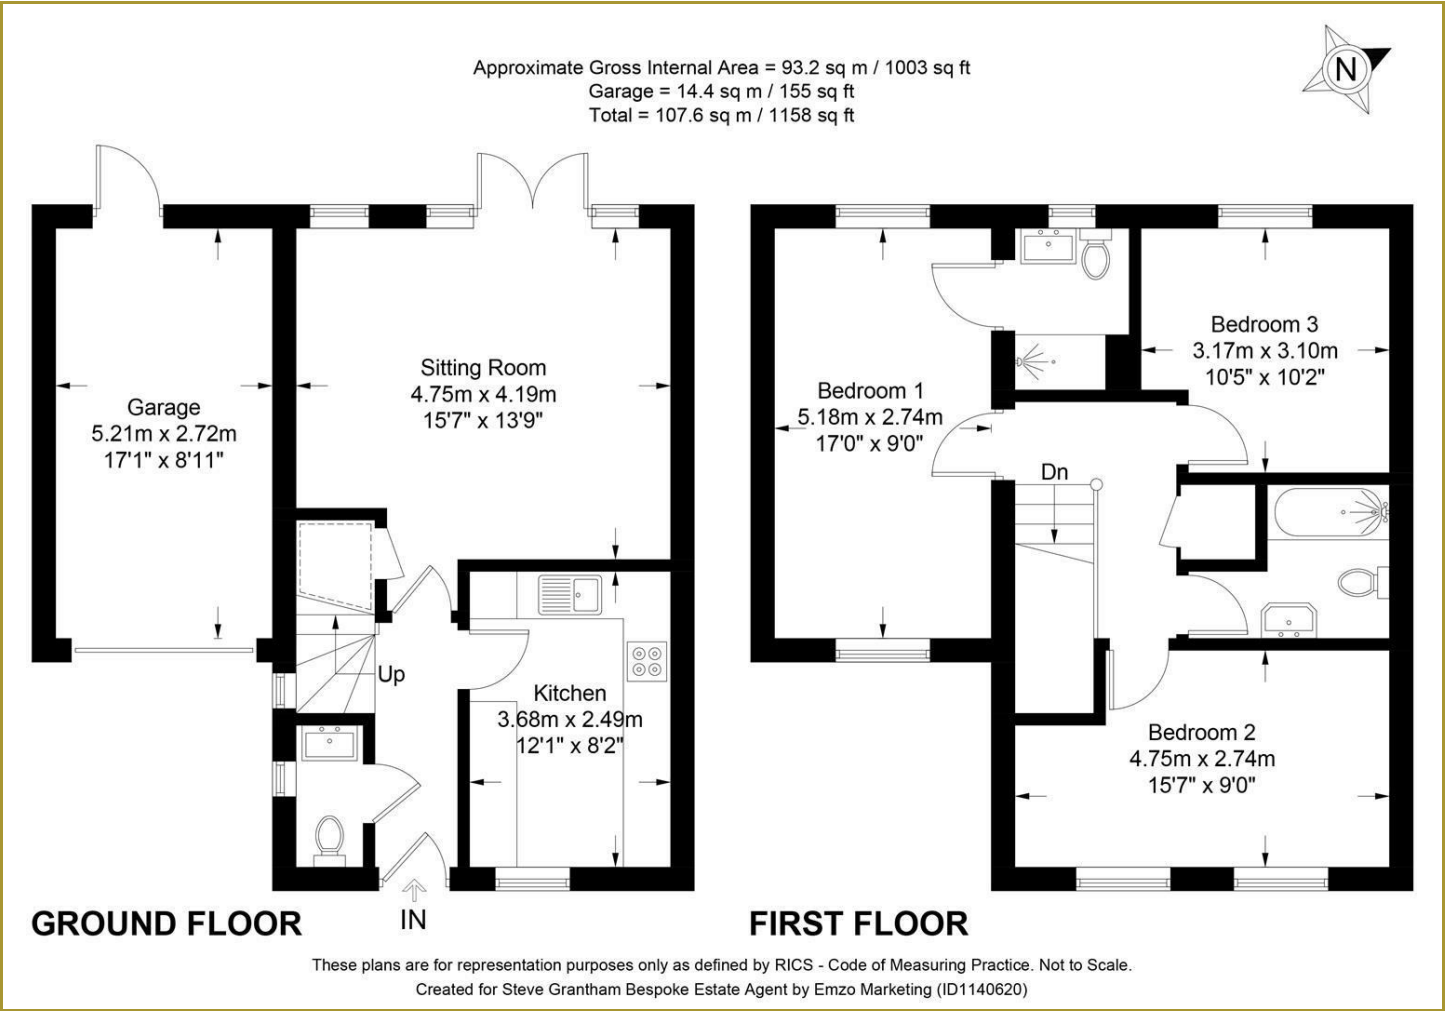 Approximate Gross Internal Area = 93.2 sq m / 1003 sq ft
Garage = 14.4 sq m / 155 sq ft
Total = 107.6 sq m / 1158 sq ft
N
Sitting Room
4.75m x 4.19m
15'7" x 13'9"
Garage
5.21m x 2.72m
17'1" x 8'11"
Up
Kitchen
3.68m x 2.49m
12'1" x 8'2"
IN
GROUND FLOOR
Bedroom 1
5.18m x 2.74m
17'0" x 9'0"
Bedroom 3
3.17m x 3.10m
10'5" x 10'2"
Dn
Bedroom 2
4.75m x 2.74m
15'7" x 9'0"
FIRST FLOOR
These plans are for representation purposes only as defined by RICS - Code of Measuring Practice. Not to Scale.
Created for Steve Grantham Bespoke Estate Agent by Emzo Marketing (ID1140620)